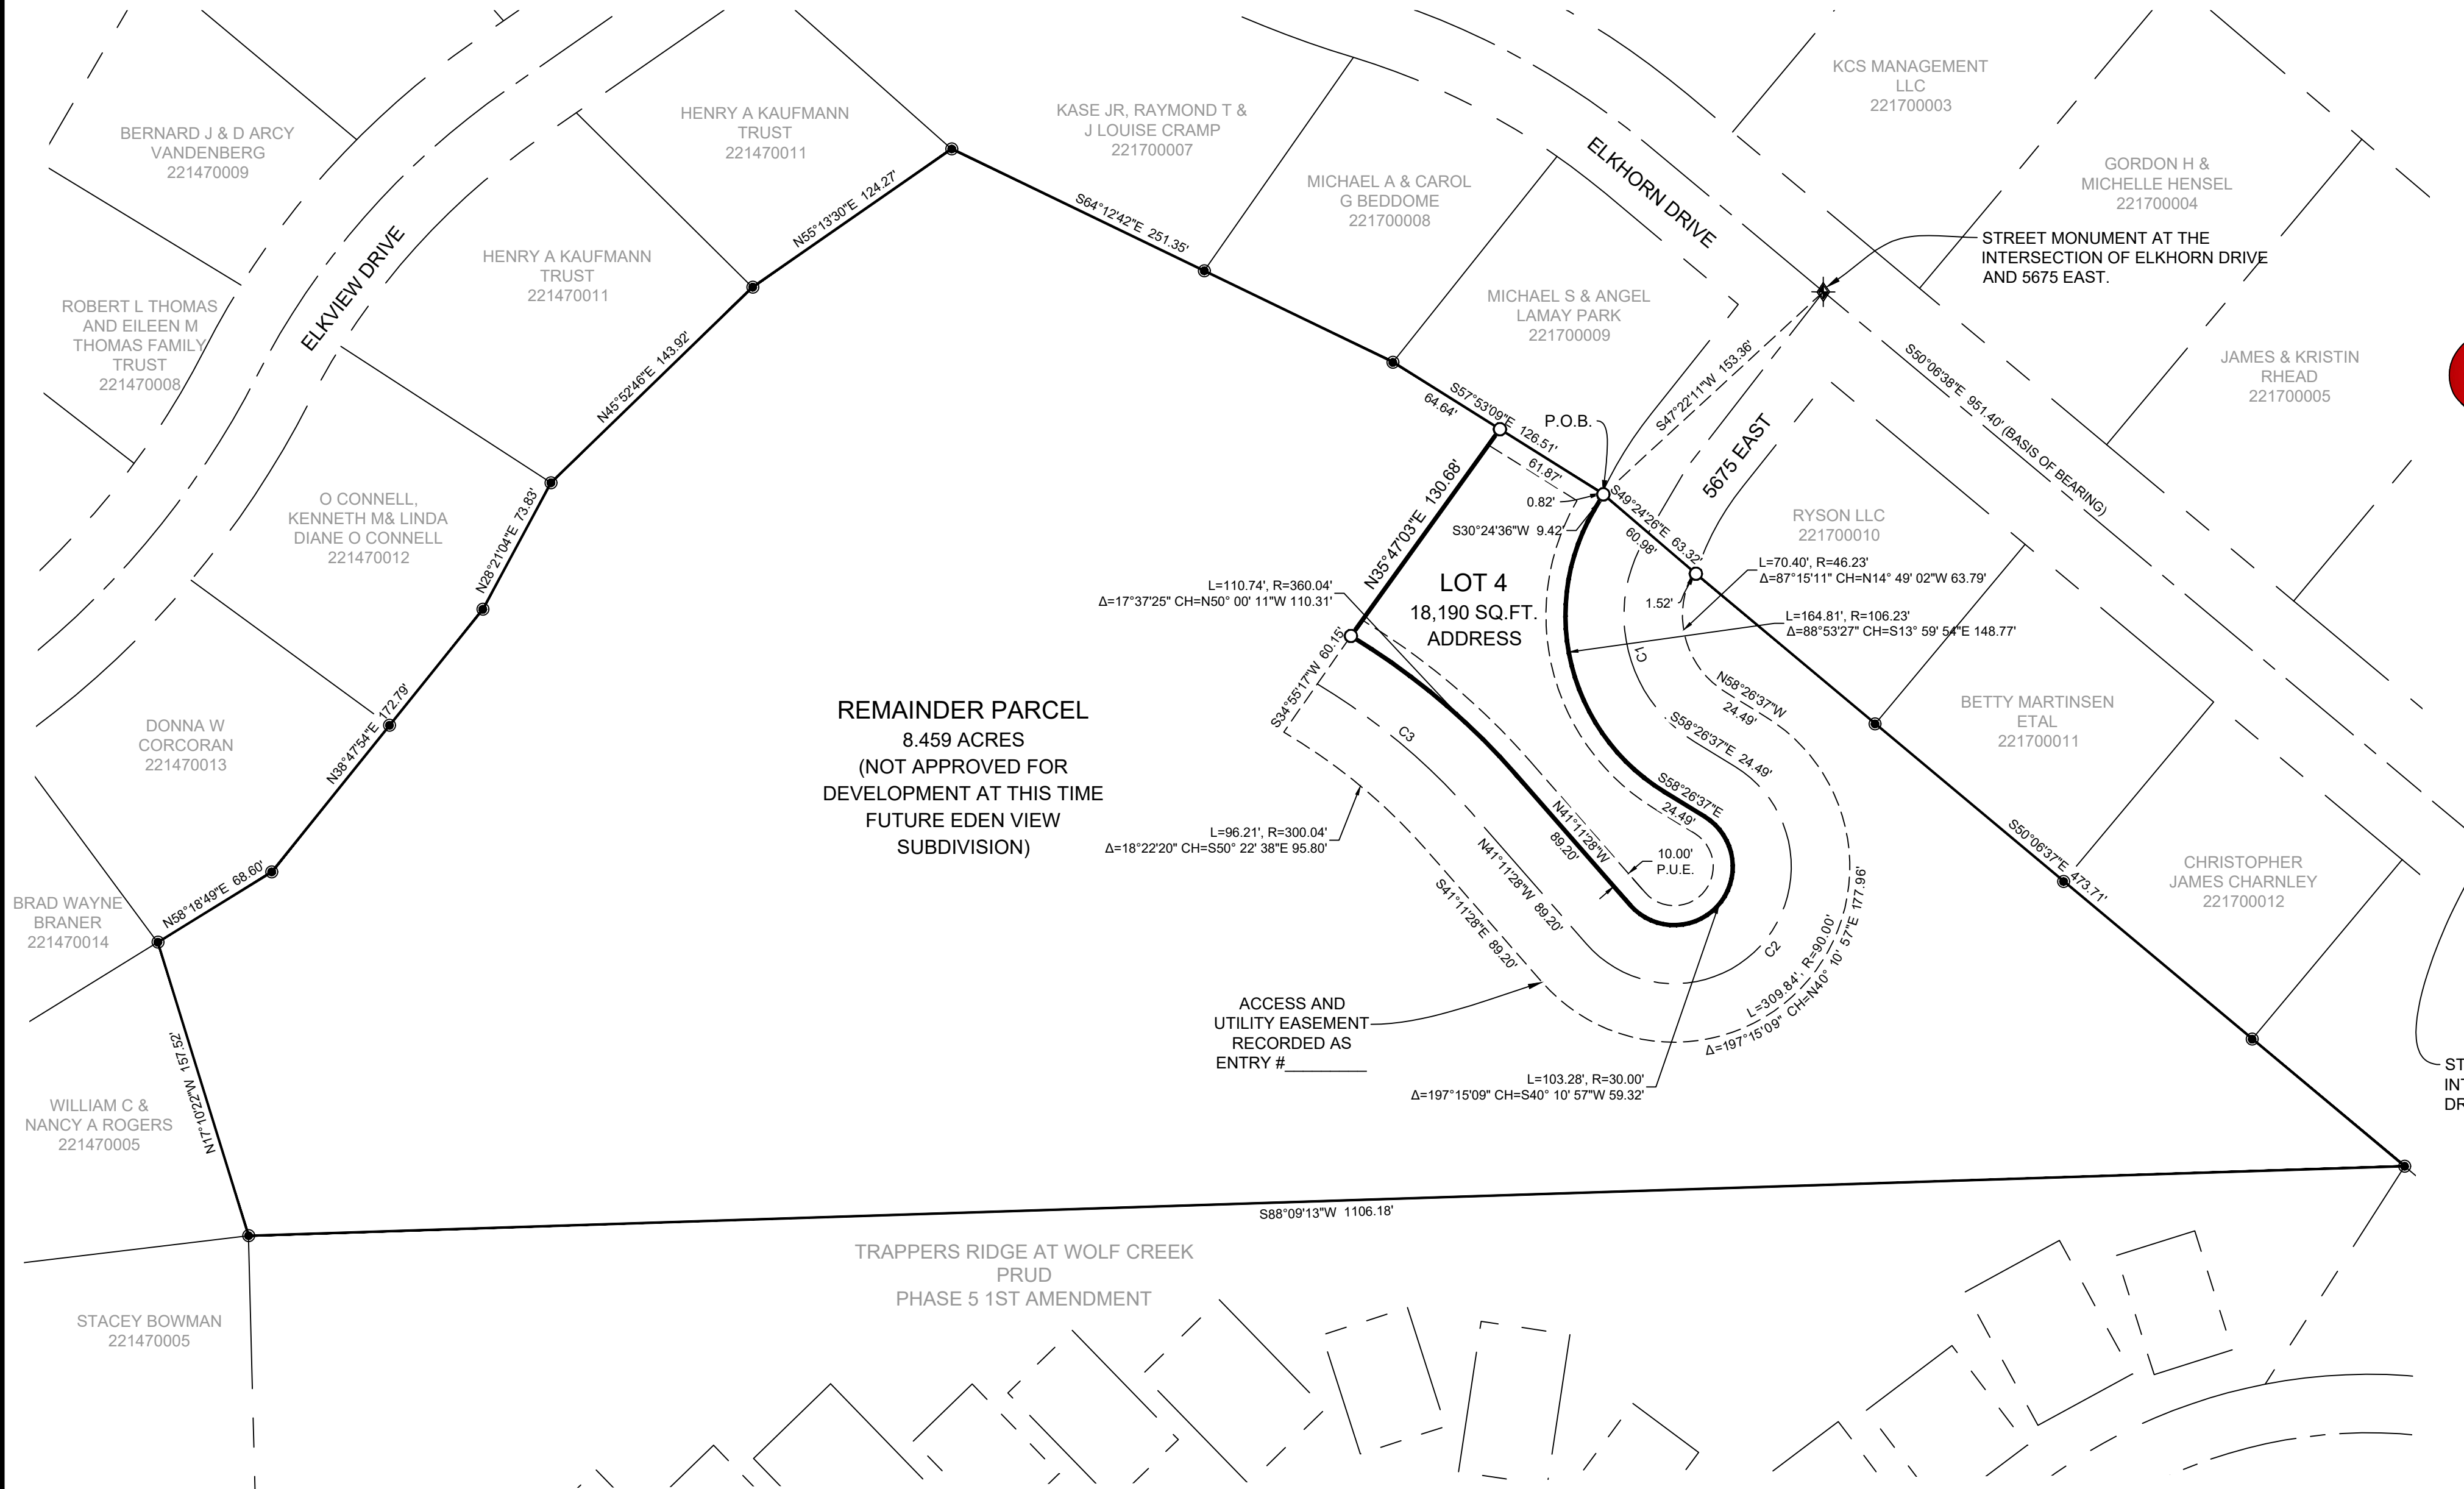 KCS MANAGEMENT
LLC
221700003
BERNARD J & D ARCY
VANDENBERG
221470009
HENRY A KAUFMANN
TRUST
221470011
KASE JR, RAYMOND T &
J LOUISE CRAMP
221700007
MICHAEL A & CAROL
G BEDDOME
221700008
ELKHORN DRIVE
GORDON H &
MICHELLE HENSEL
221700004
STREET MONUMENT AT THE
INTERSECTION OF ELKHORN DRIVE
AND 5675 EAST.
HENRY A KAUFMANN
TRUST
221470011
ELKVIEW DRIVE
ROBERT L THOMAS
AND EILEEN M
THOMAS FAMILY
TRUST
221470008
N55°13'30"E 124.27'
S64°12'42"E 251.35'
N45°52'46"E 143.92'
MICHAEL S & ANGEL
LAMAY PARK
221700009
JAMES & KRISTIN
RHEAD
221700005
S50°06'38"E 951.40' (BASIS OF BEARING)
S47°22'11"W 153.36'
5675 EAST
S57°53'09"E 126.51'
64.64'
61.87'
P.O.B.
0.82'
S30°24'36"W 9.42'
S49°24'26"E 63.32'
60.98'
1.52'
RYSON LLC
221700010
L=70.40', R=46.23'
Δ=87°15'11" CH=N14° 49' 02"W 63.79'
L=164.81', R=106.23'
Δ=88°53'27" CH=S13° 59' 54"E 148.77'
O CONNELL,
KENNETH M& LINDA
DIANE O CONNELL
221470012
N28°21'04"E 73.83'
N35°47'03"E 130.68'
LOT 4
18,190 SQ.FT.
ADDRESS
L=110.74', R=360.04'
Δ=17°37'25" CH=N50° 00' 11"W 110.31'
S34°55'17"W 60.15'
C1
N58°26'37"W
24.49'
S58°26'37"E 24.49'
S58°26'37"E
24.49'
BETTY MARTINSEN
ETAL
221700011
DONNA W
CORCORAN
221470013
N38°47'54"E 172.79'
REMAINDER PARCEL
8.459 ACRES
(NOT APPROVED FOR
DEVELOPMENT AT THIS TIME
FUTURE EDEN VIEW
SUBDIVISION)
C3
L=96.21', R=300.04'
Δ=18°22'20" CH=S50° 22' 38"E 95.80'
N41°11'28"W
89.20'
10.00'
P.U.E.
N41°11'28"W 89.20'
S41°11'28"E 89.20'
C2
L=309.84', R=90.00'
Δ=197°15'09" CH=N40° 10' 57"E 177.96'
S50°06'37"E 473.71'
CHRISTOPHER
JAMES CHARNLEY
221700012
BRAD WAYNE
BRANER
221470014
N58°18'49"E 68.60'
ACCESS AND
UTILITY EASEMENT
RECORDED AS
ENTRY #_________
L=103.28', R=30.00'
Δ=197°15'09" CH=S40° 10' 57"W 59.32'
ST
INT
DR
N17°10'22"W 157.52'
WILLIAM C &
NANCY A ROGERS
221470005
S88°09'13"W 1106.18'
TRAPPERS RIDGE AT WOLF CREEK
PRUD
PHASE 5 1ST AMENDMENT
STACEY BOWMAN
221470005